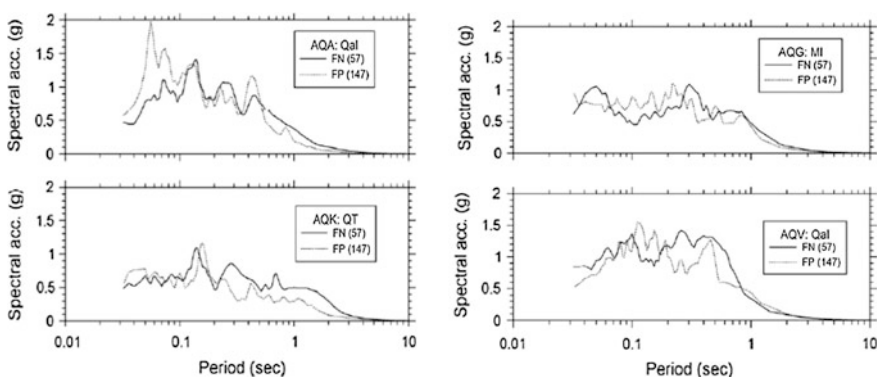 Spectral acc. (g)
2
1.5
1
0.5
0
AQA: Qal
FN (57)
FP (147)
Spectral acc. (g)
2
1.5
1
0.5
0
AQG: MI
FN (57)
FP (147)
Spectral acc. (g)
2
1.5
1
0.5
0
AQK: QT
FN (57)
FP (147)
0.01
0.1
1
10
Period (sec)
Spectral acc. (g)
2
1.5
1
0.5
0
AQV: Qal
FN (57)
FP (147)
0.01
0.1
1
10
Period (sec)